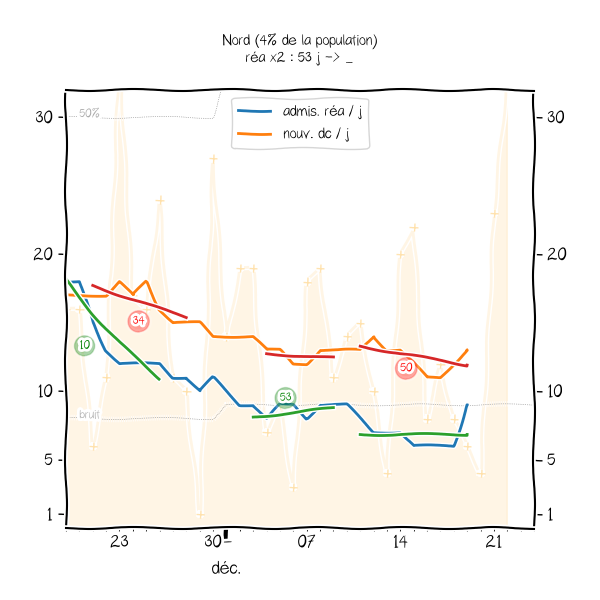 Nord (4% de la population)
réa x2 : 53 j -> _
admis. réa / j
nouv. dc / j
50%
bruit
30 30
20 20
10 10
5 5
1 1
34
10
53
50
23 30 07 14 21
déc.